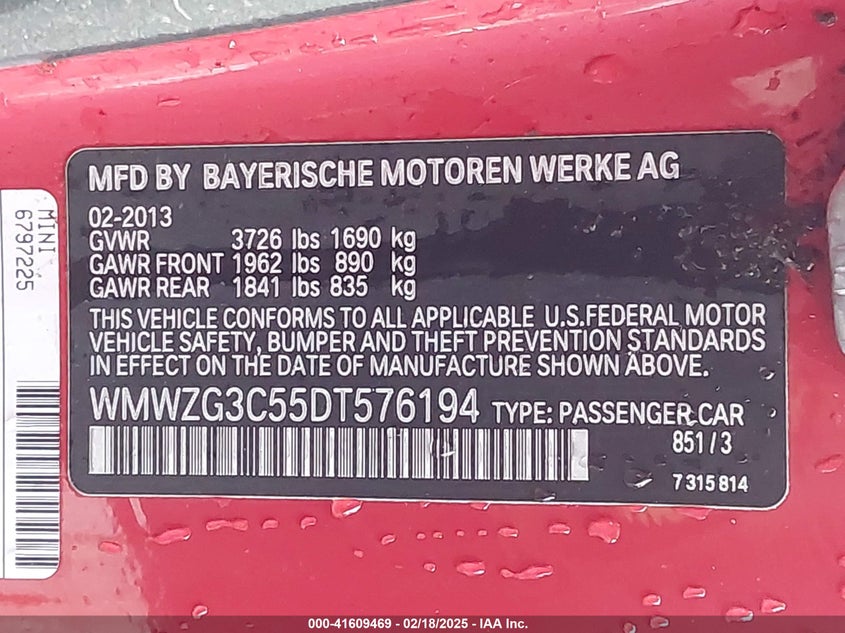 MFD BY BAYERISCHE MOTOREN WERKE AG
02-2013
GVWR 3726 lbs 1690 kg
GAWR FRONT 1962 lbs 890 kg
GAWR REAR 1841 lbs 835 kg
THIS VEHICLE CONFORMS TO ALL APPLICABLE U.S.FEDERAL MOTOR
VEHICLE SAFETY, BUMPER AND THEFT PREVENTION STANDARDS
IN EFFECT ON THE DATE OF MANUFACTURE SHOWN ABOVE.
WMWZG3C55DT576194 TYPE: PASSENGER CAR
851/3
7315814
MINI
6797225
000-41609469 - 02/18/2025 - IAA Inc.